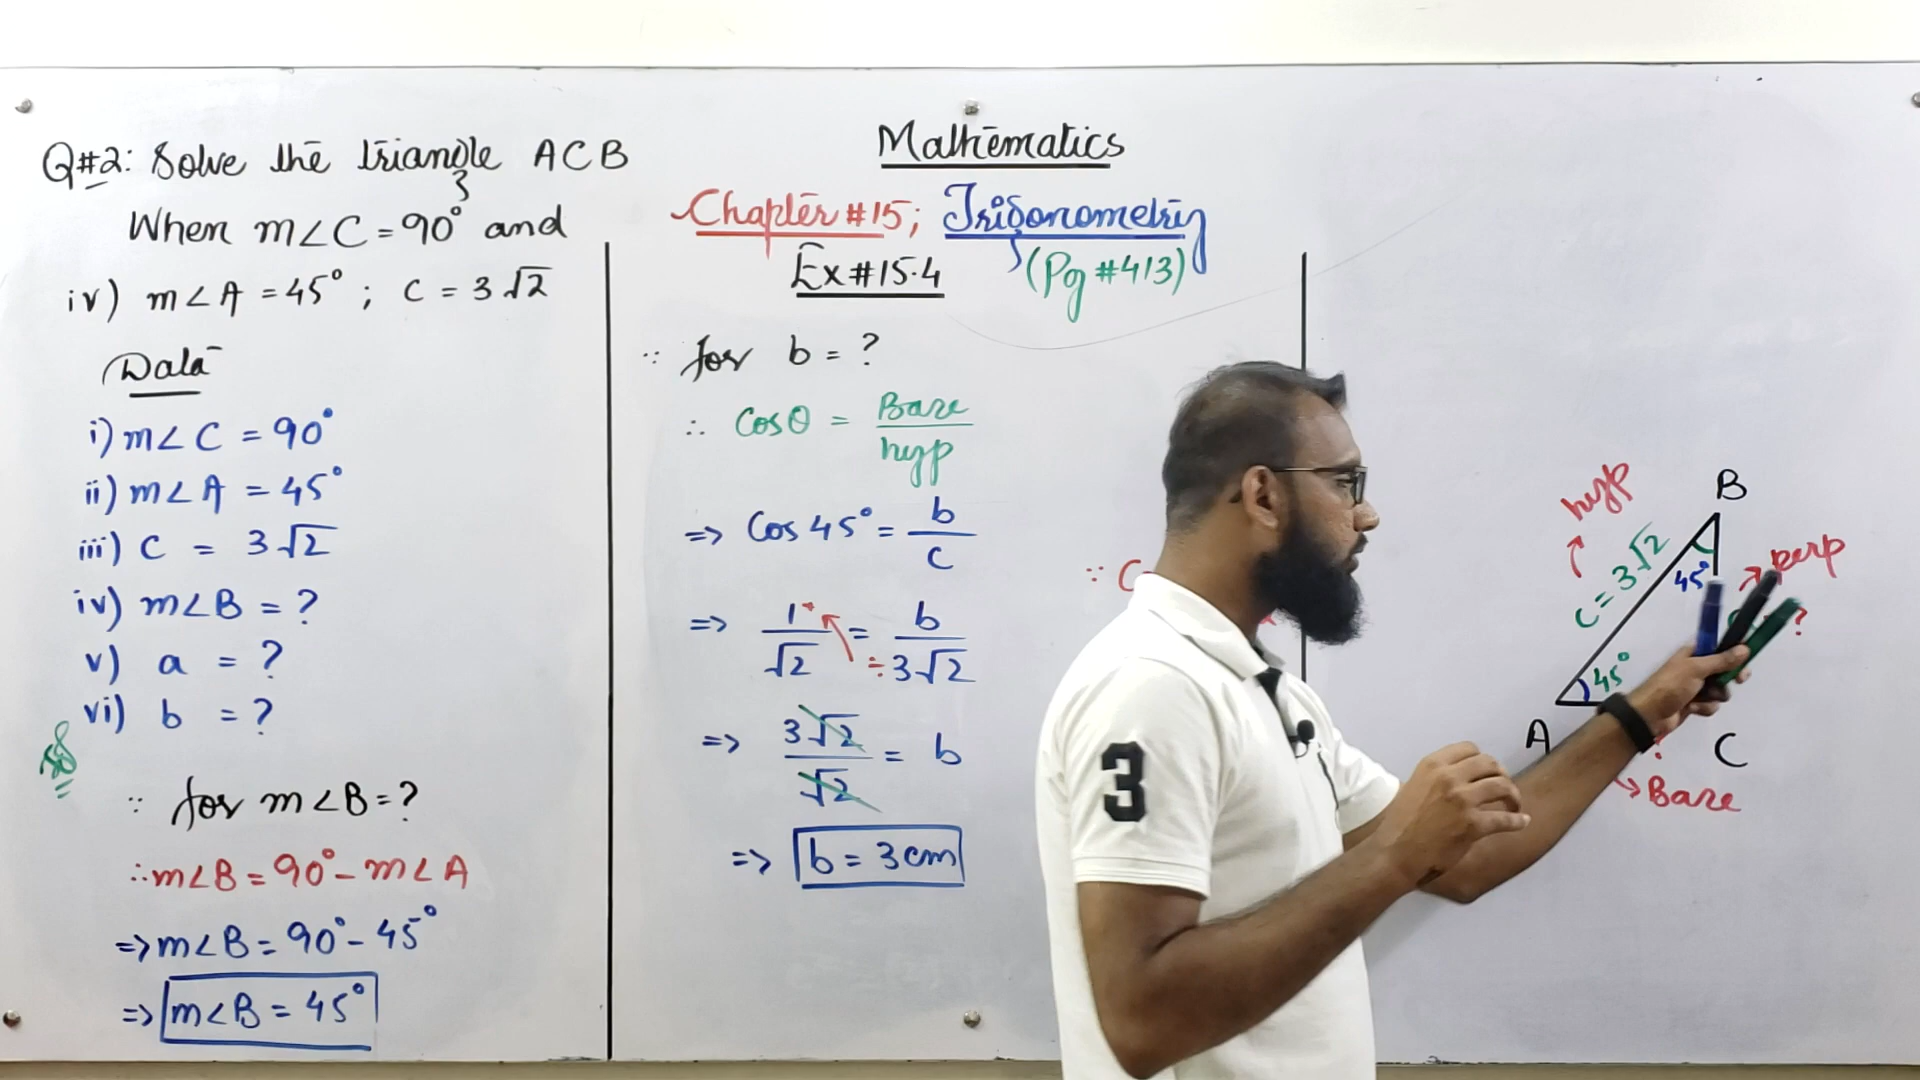 Mathematics
Chapter #15; Trigonometry
Ex #15.4 (Pg #413)
Q#2: Solve the triangle ACB
When m∠C = 90° and
iv) m∠A = 45° ; c = 3√2
Data
i) m∠C = 90°
ii) m∠A = 45°
iii) c = 3√2
iv) m∠B = ?
v) a = ?
vi) b = ?
Sol
∵ for m∠B = ?
∴ m∠B = 90° - m∠A
=> m∠B = 90° - 45°
=> m∠B = 45°
∵ for b = ?
∴ Cos θ = Base / hyp
=> Cos 45° = b / c
=> 1 / √2 = b / 3√2
÷
=> 3√2 / √2 = b
=> b = 3cm
∵ C
hyp
B
c = 3√2
45°
perp
?
45°
A
C
?
Base
3